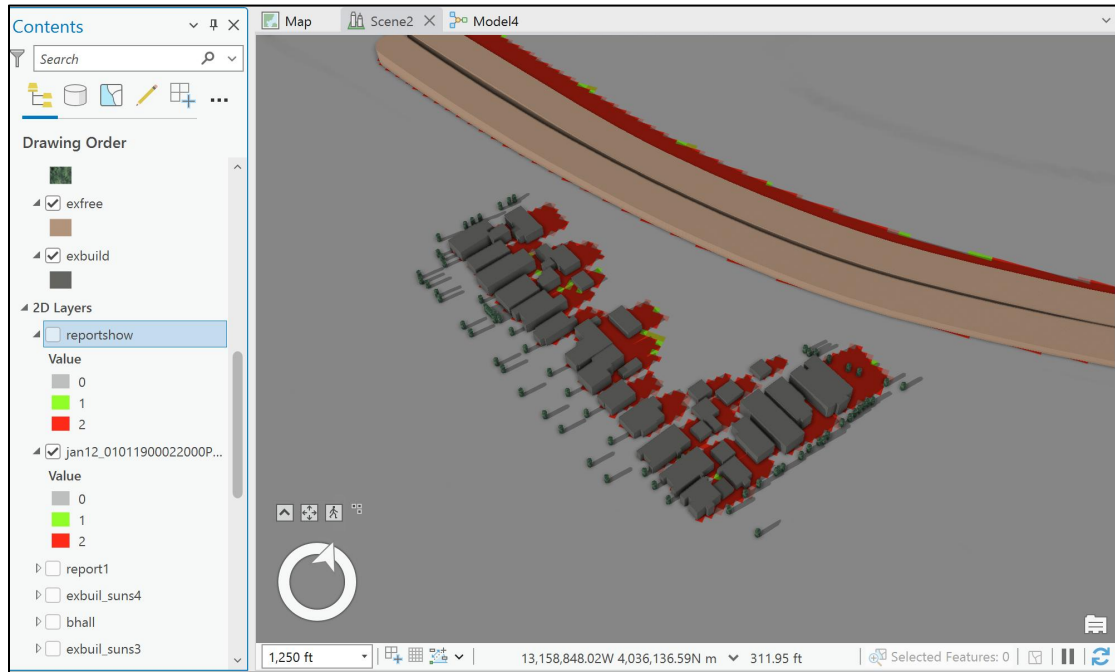 Contents
Search
Drawing Order
exfree
exbuild
2D Layers
reportshow
Value
0
1
2
jan12_01011900022000P...
Value
0
1
2
report1
exbuil_suns4
bhall
exbuil_suns3
Map
Scene2
Model4
1,250 ft
13,158,848.02W 4,036,136.59N m
311.95 ft
Selected Features: 0